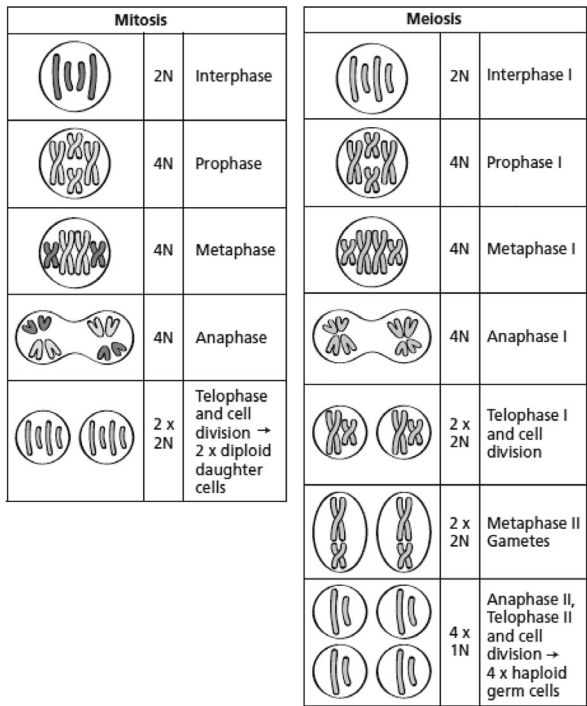 Mitosis
2N Interphase
4N Prophase
4N Metaphase
4N Anaphase
2 x
2N
Telophase
and cell
division →
2 x diploid
daughter
cells
Meiosis
2N Interphase I
4N Prophase I
4N Metaphase I
4N Anaphase I
2 x
2N
Telophase I
and cell
division
2 x
2N
Metaphase II
Gametes
4 x
1N
Anaphase II,
Telophase II
and cell
division →
4 x haploid
germ cells